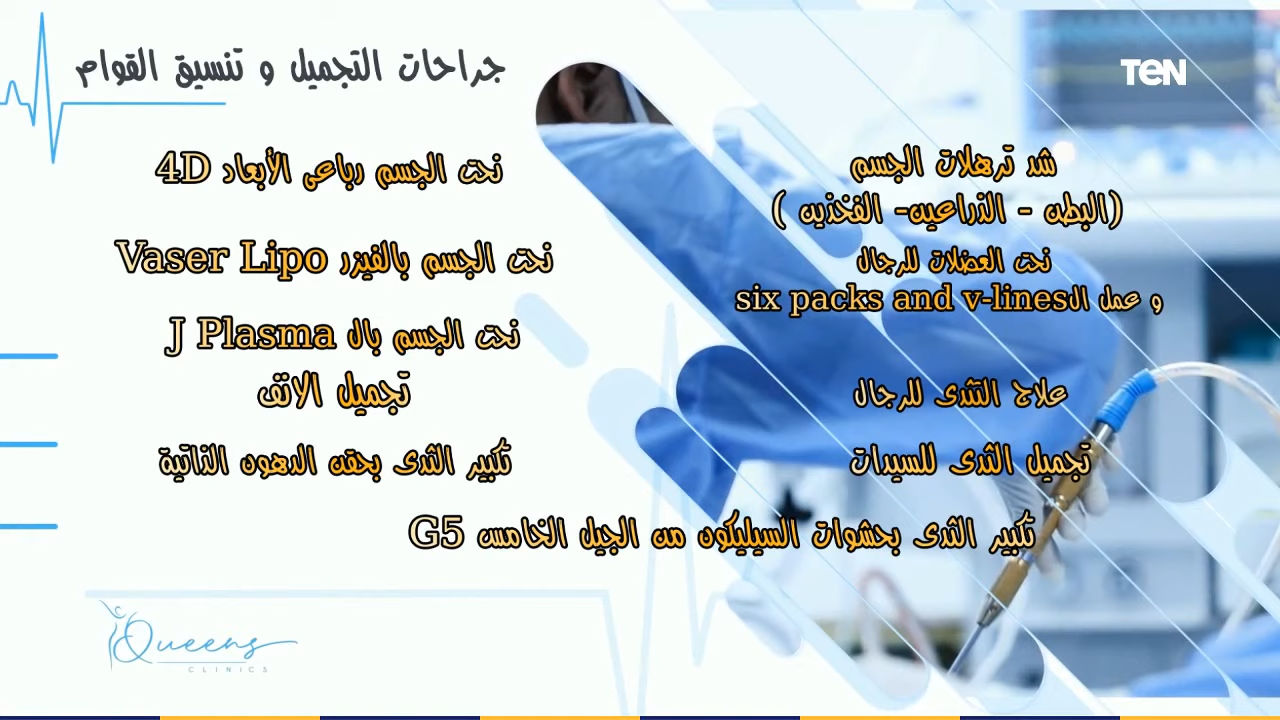 جراحات التجميل و تنسيق القوام
TEN
شد ترهلات الجسم
(البطن - الذراعين- الفخذين )
نحت العضلات للرجال
و عمل الsix packs and v-lines
علاج التثدى للرجال
تجميل الثدى للسيدات
نحت الجسم رباعى الأبعاد 4D
نحت الجسم بالفيزر Vaser Lipo
نحت الجسم بال J Plasma
تجميل الانف
تكبير الثدى بحقن الدهون الذاتية
تكبير الثدى بحشوات السيليكون من الجيل الخامس G5
Queens
CLINICS